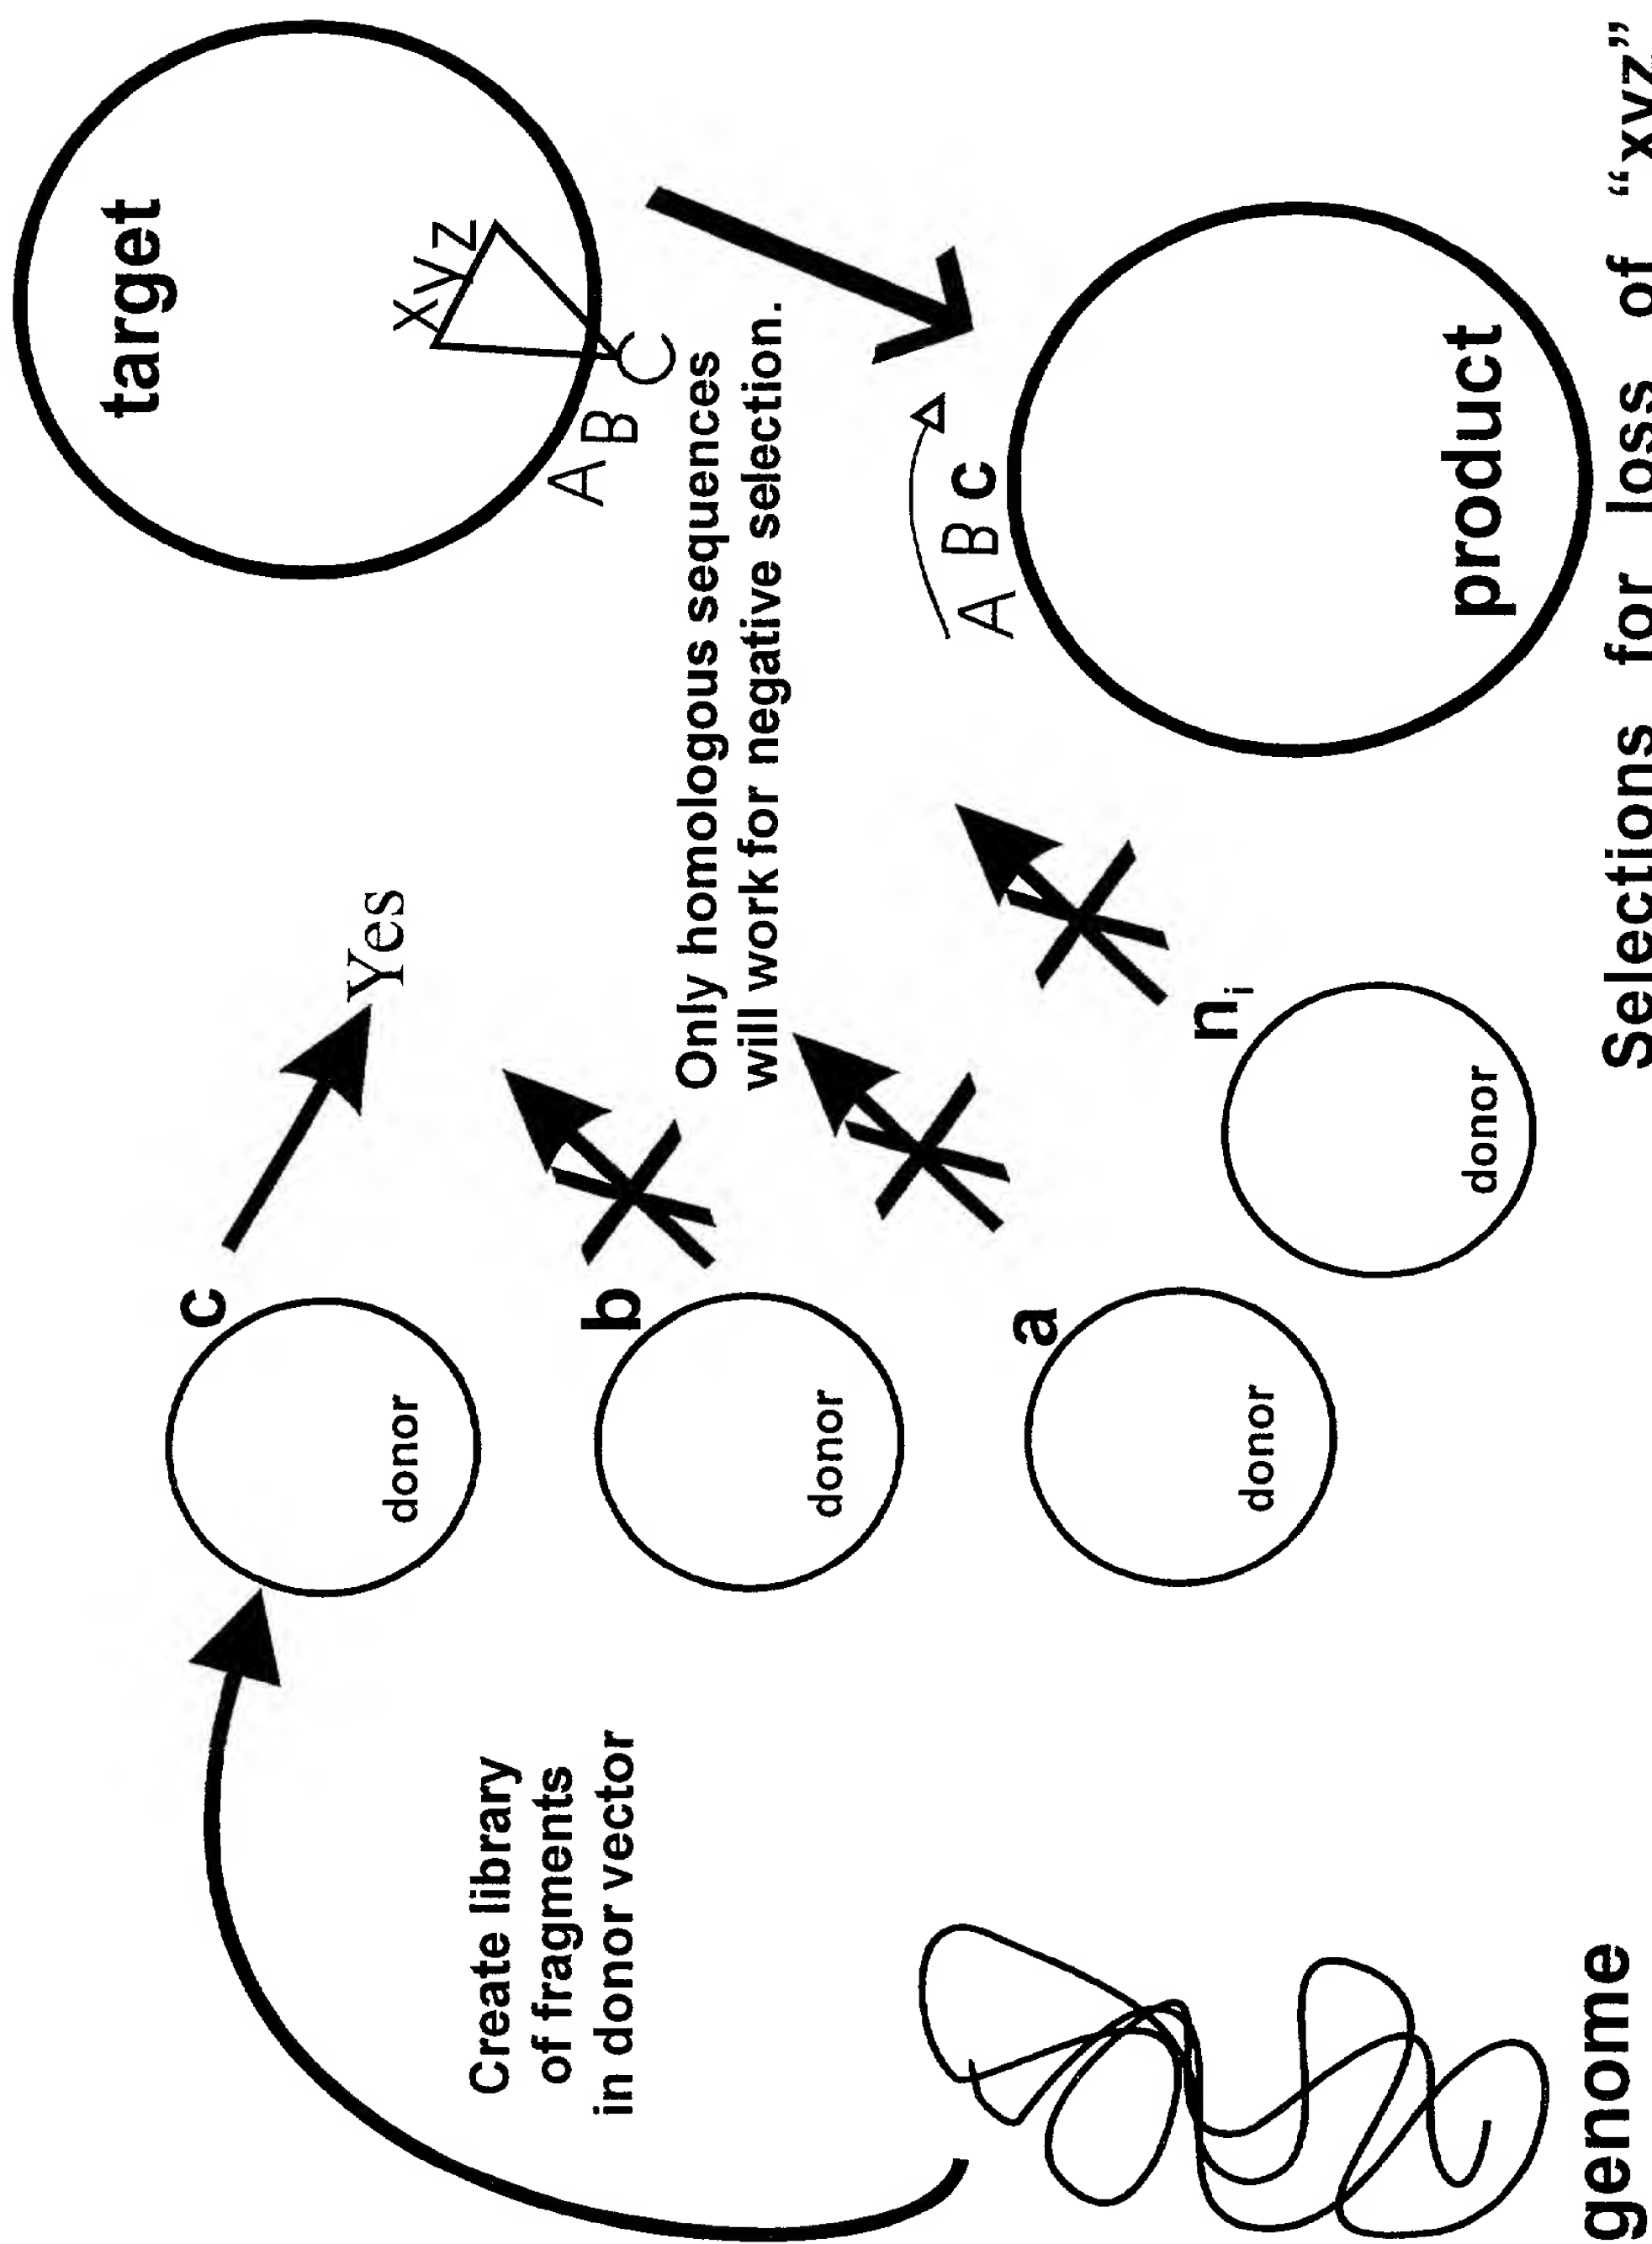 target
c
donor
Yes
xyz
Create library
of fragments
in donor vector
A B C
b
donor
Only homologous sequences
will work for negative selection.
A B c
a
donor
n i
donor
product
genome
Selections for loss of “xyz”